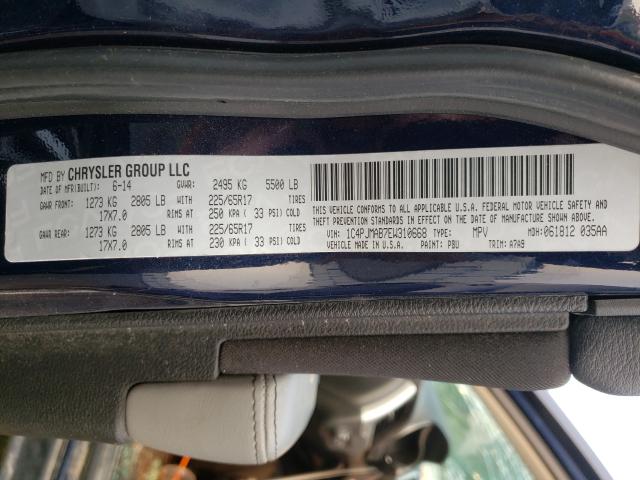 MFD BY CHRYSLER GROUP LLC
DATE OF MFR(BUILT): 6-14 GVWR: 2495 KG 5500 LB
GAWR FRONT: 1273 KG 2805 LB WITH 225/65R17 TIRES
17X7.0 RIMS AT 250 KPA ( 33 PSI) COLD
GAWR REAR: 1273 KG 2805 LB WITH 225/65R17 TIRES
17X7.0 RIMS AT 230 KPA ( 33 PSI) COLD
THIS VEHICLE CONFORMS TO ALL APPLICABLE U.S.A. FEDERAL MOTOR VEHICLE SAFETY AND
THEFT PREVENTION STANDARDS IN EFFECT ON THE DATE OF MANUFACTURE SHOWN ABOVE.
VEHICLE MADE IN U.S.A.
VIN: 1C4PJMAB7EW310668 TYPE: MPV MDH: 061812 035AA
PAINT: PBU TRIM: A7A9